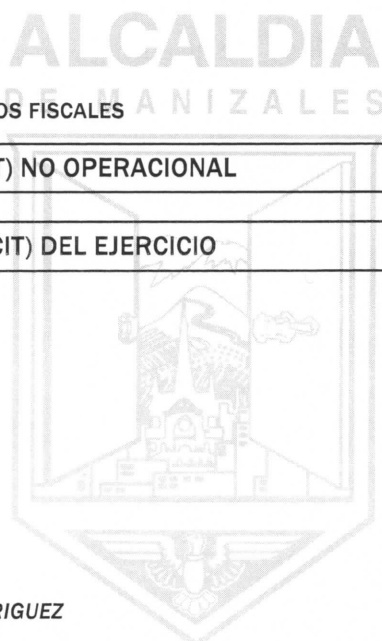 ALCALDIA
DE MANIZALES
OS FISCALES
T) NO OPERACIONAL
CIT) DEL EJERCICIO
RIGUEZ